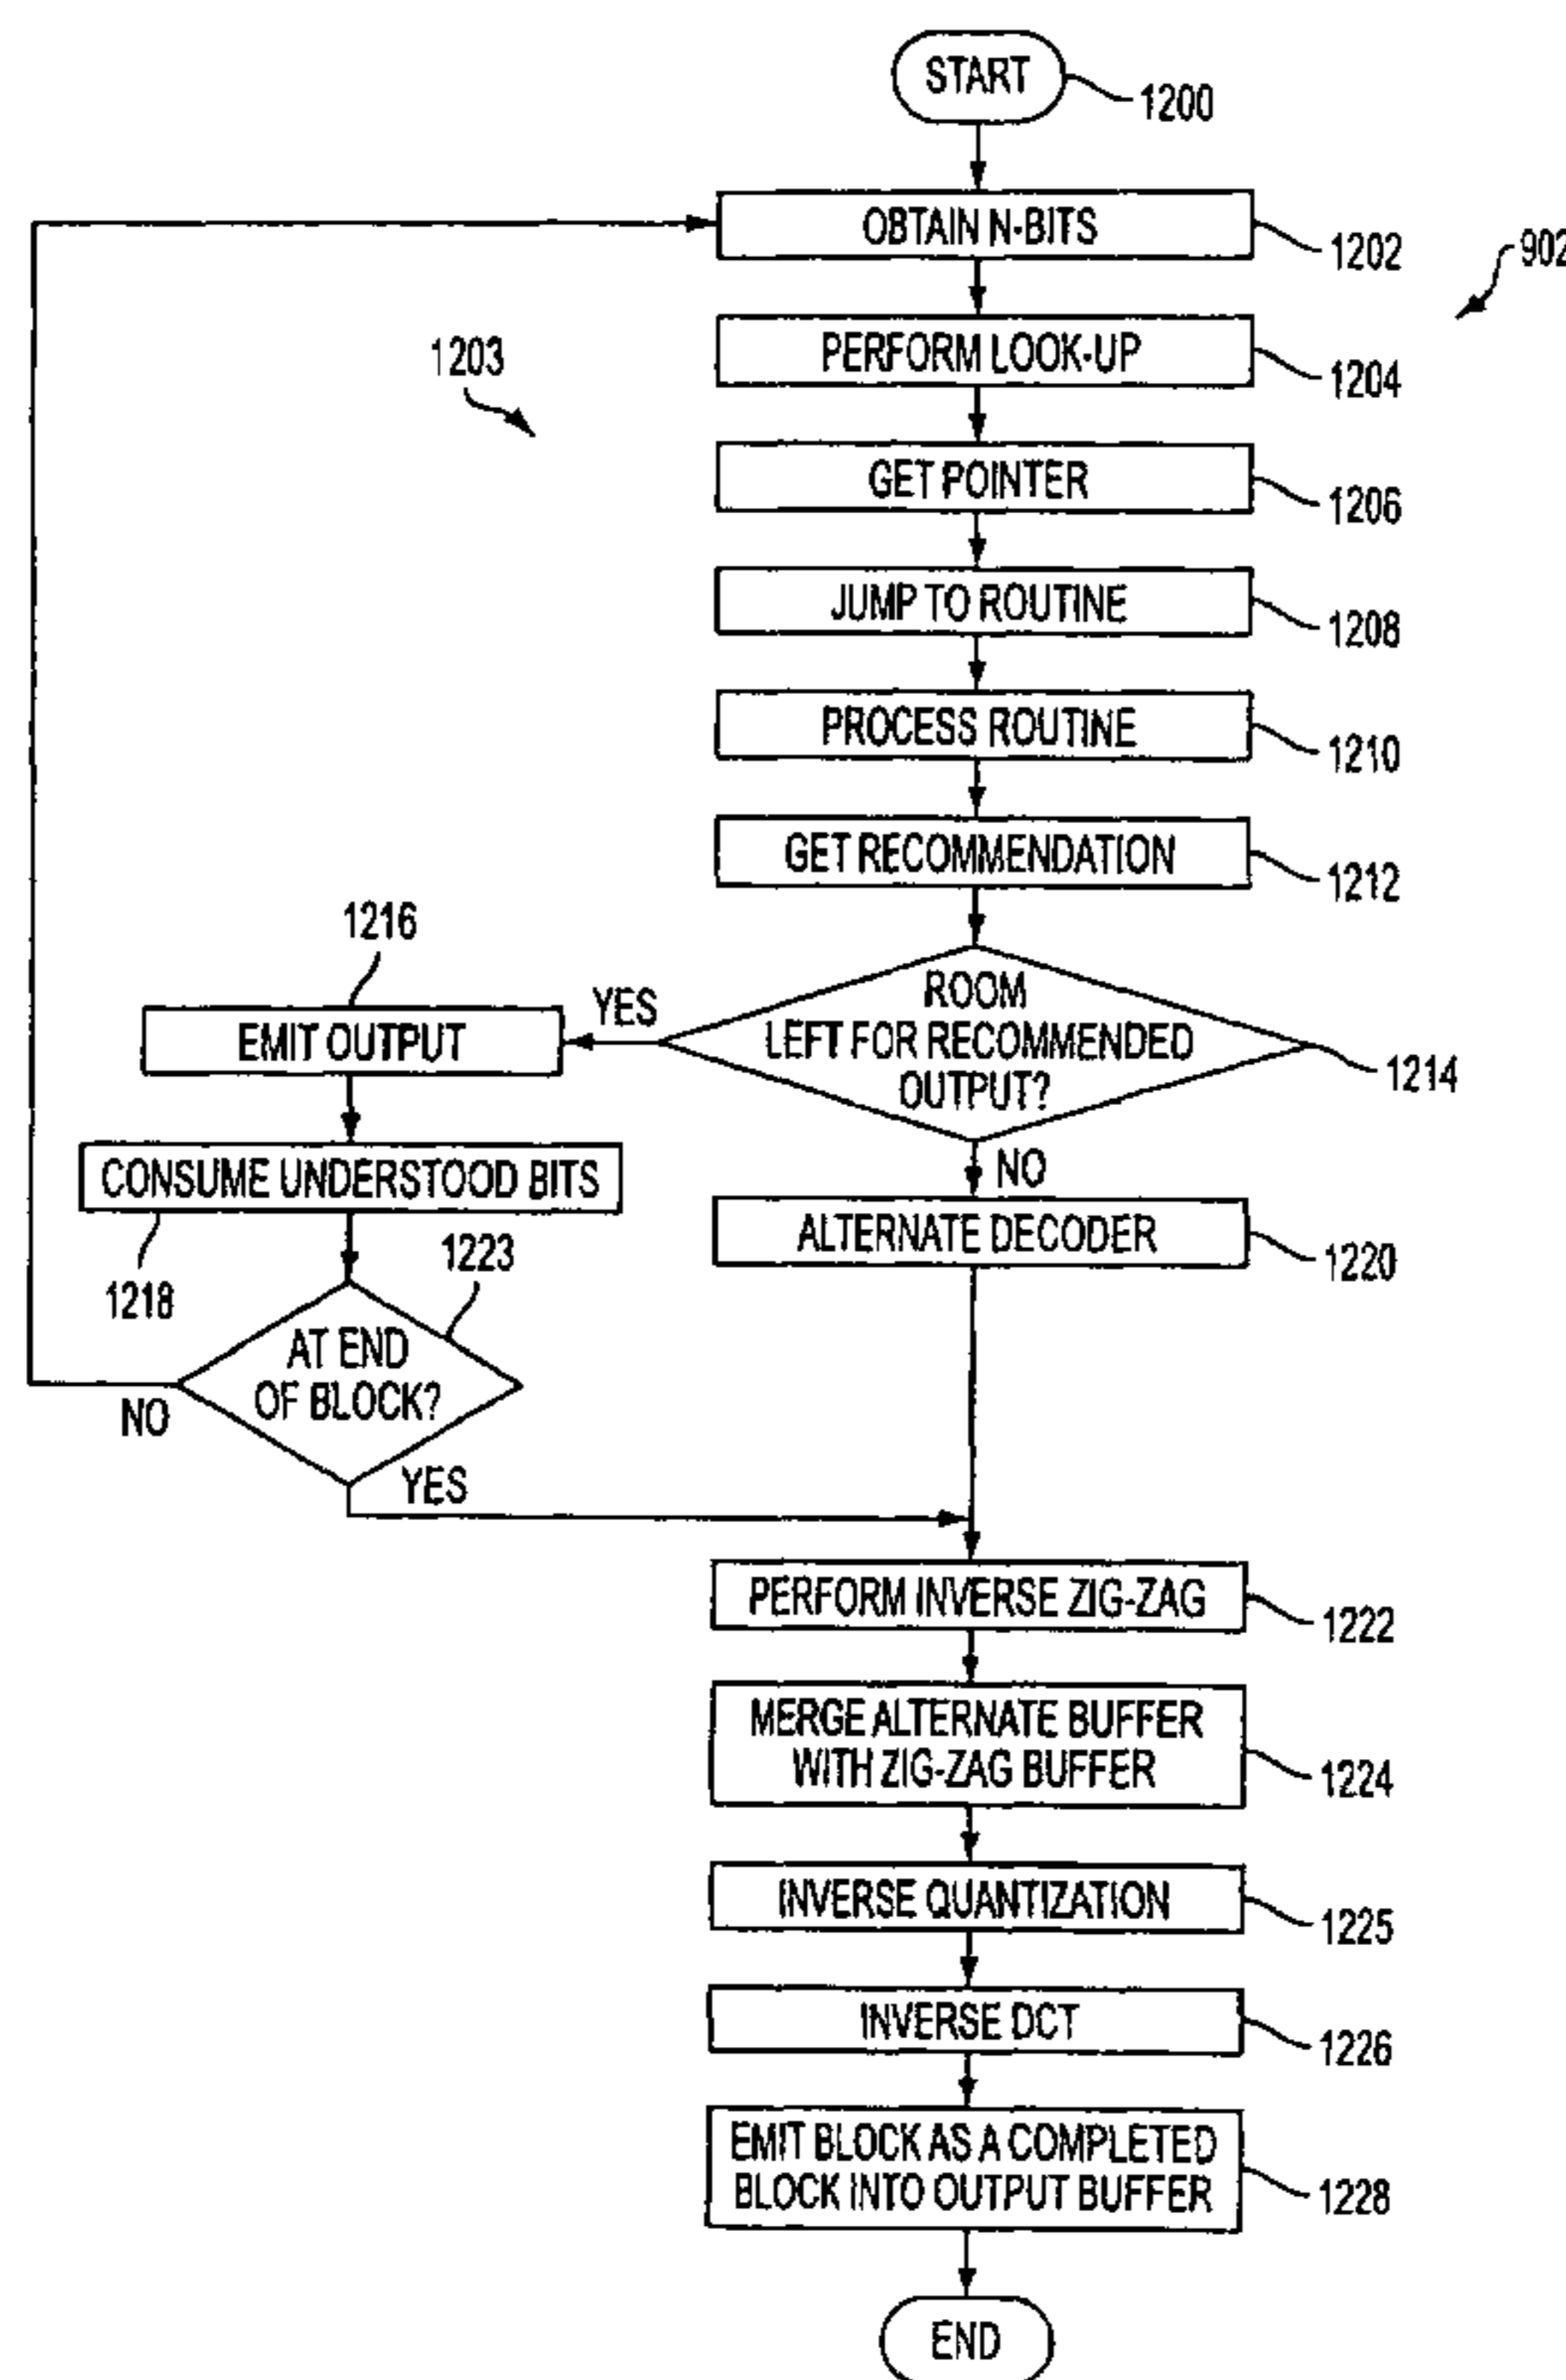 START
1200
OBTAIN N-BITS
1202
902
PERFORM LOOK-UP
1204
1203
GET POINTER
1206
JUMP TO ROUTINE
1208
PROCESS ROUTINE
1210
GET RECOMMENDATION
1212
ROOM
LEFT FOR RECOMMENDED
OUTPUT?
1214
YES
1216
EMIT OUTPUT
CONSUME UNDERSTOOD BITS
1218
NO
ALTERNATE DECODER
1220
1223
AT END
OF BLOCK?
NO
YES
PERFORM INVERSE ZIG-ZAG
1222
MERGE ALTERNATE BUFFER
WITH ZIG-ZAG BUFFER
1224
INVERSE QUANTIZATION
1225
INVERSE DCT
1226
EMIT BLOCK AS A COMPLETED
BLOCK INTO OUTPUT BUFFER
1228
END